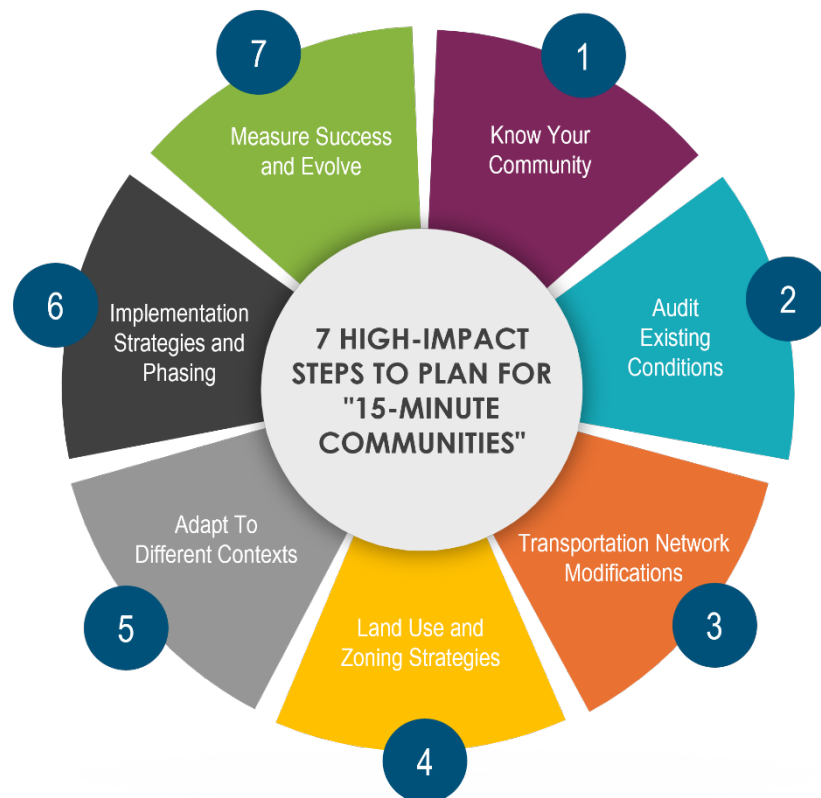 7 HIGH-IMPACT
STEPS TO PLAN FOR
"15-MINUTE
COMMUNITIES"
1
Know Your
Community
2
Audit
Existing
Conditions
3
Transportation Network
Modifications
4
Land Use and
Zoning Strategies
5
Adapt To
Different Contexts
6
Implementation
Strategies and
Phasing
7
Measure Success
and Evolve